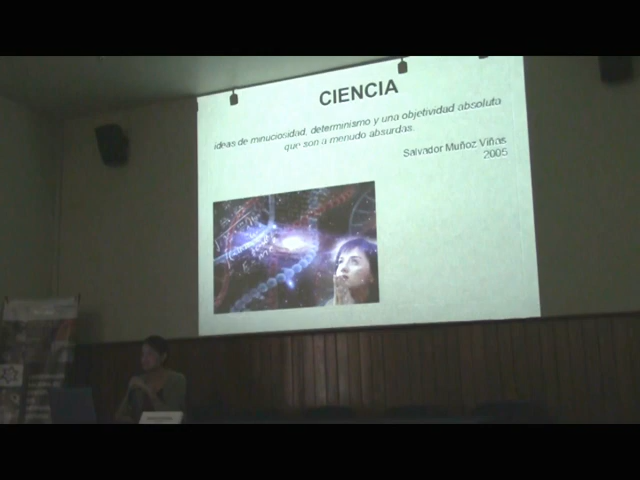 CIENCIA
ideas de minuciosidad, determinismo y una objetividad absoluta
que son a menudo absurdas.
Salvador Muñoz Viñas
2005